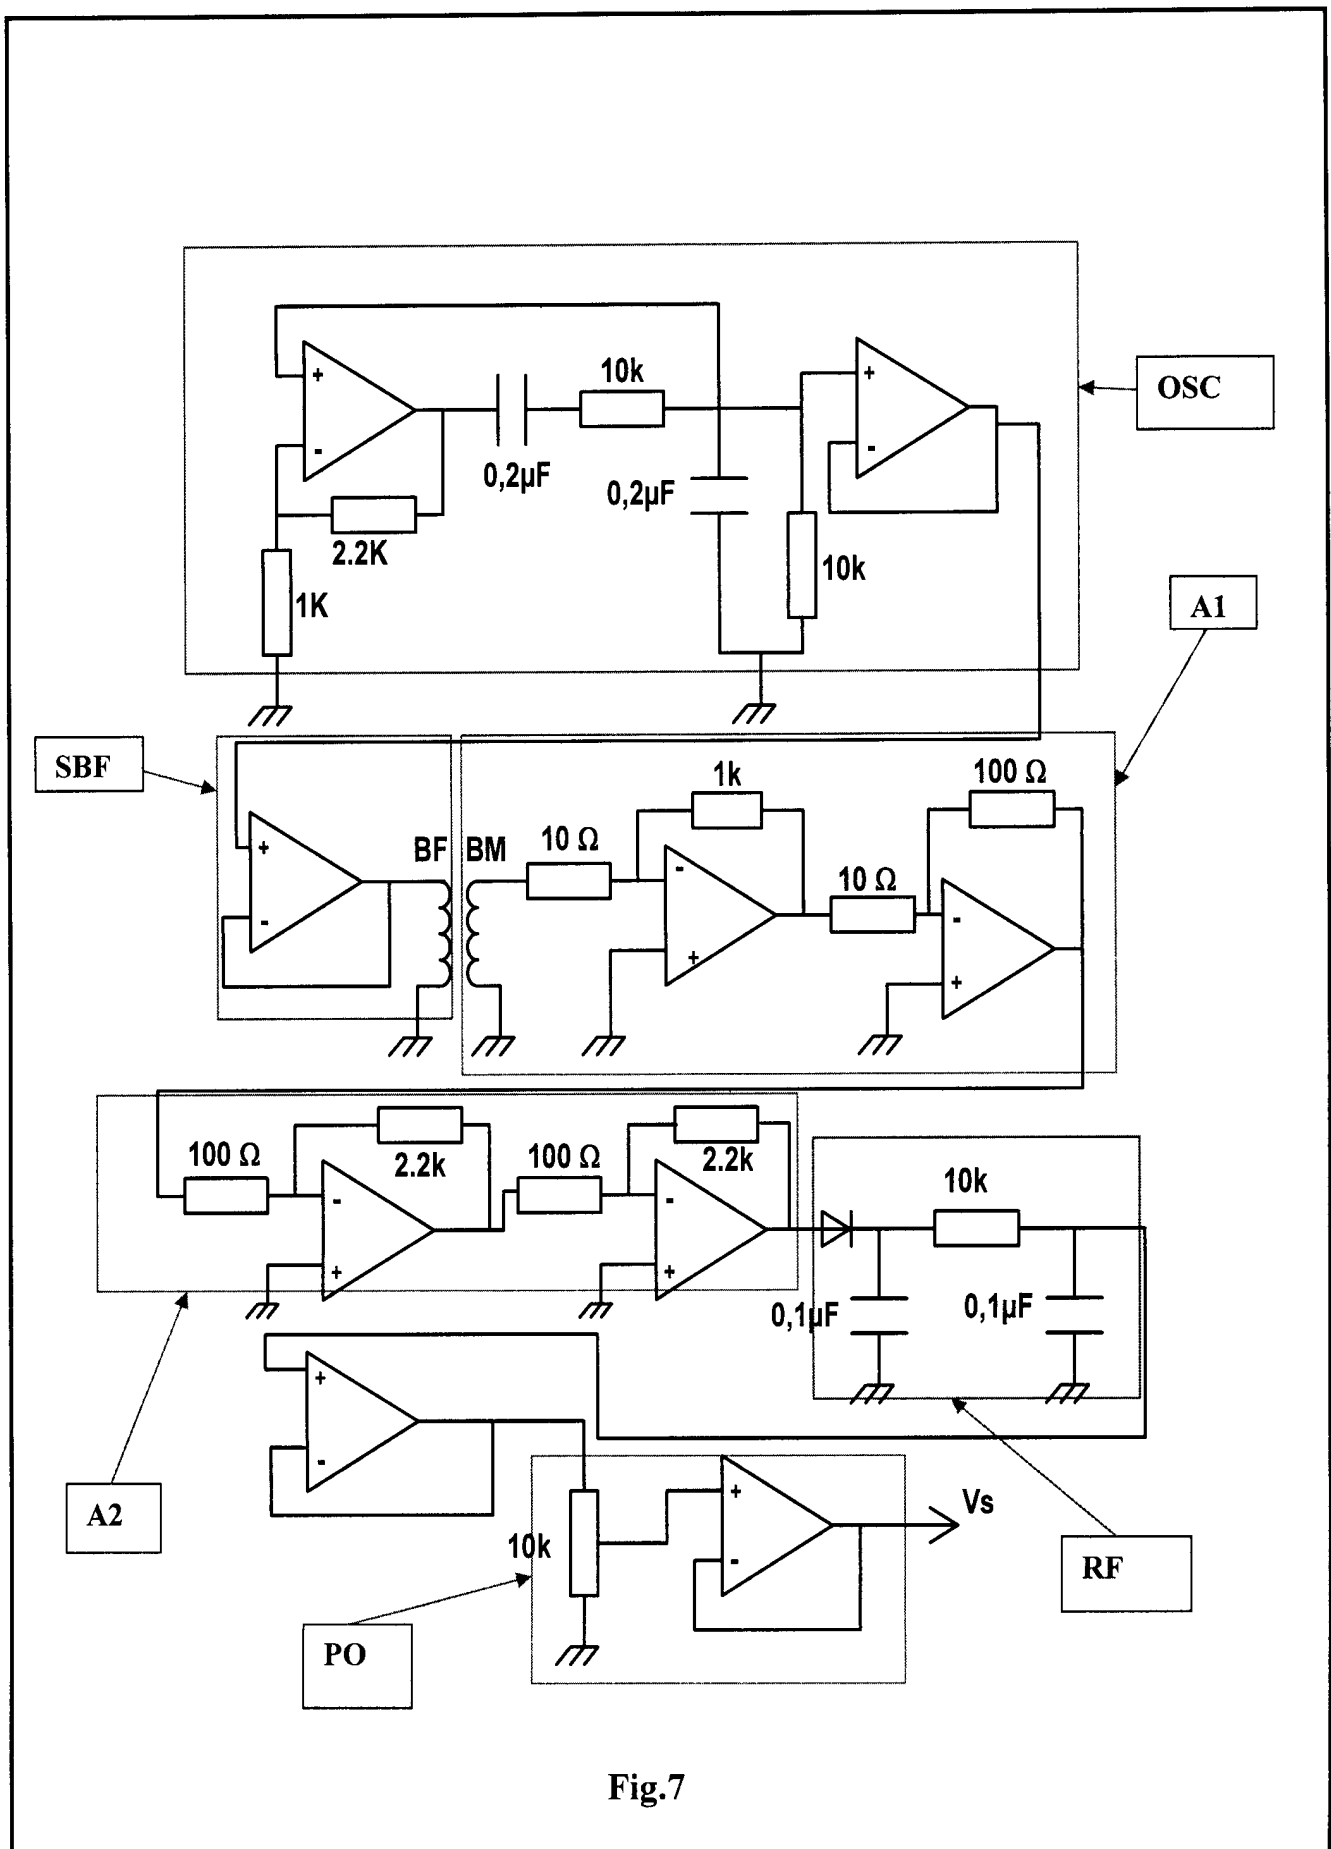 OSC
+
-
10k
0,2µF
0,2µF
+
-
2.2K
10k
1K
A1
SBF
1k
100 Ω
BF
BM
10 Ω
10 Ω
+
-
-
+
-
+
100 Ω
2.2k
100 Ω
2.2k
10k
-
+
-
+
0,1µF
0,1µF
+
-
A2
+
-
Vs
10k
RF
PO
Fig.7